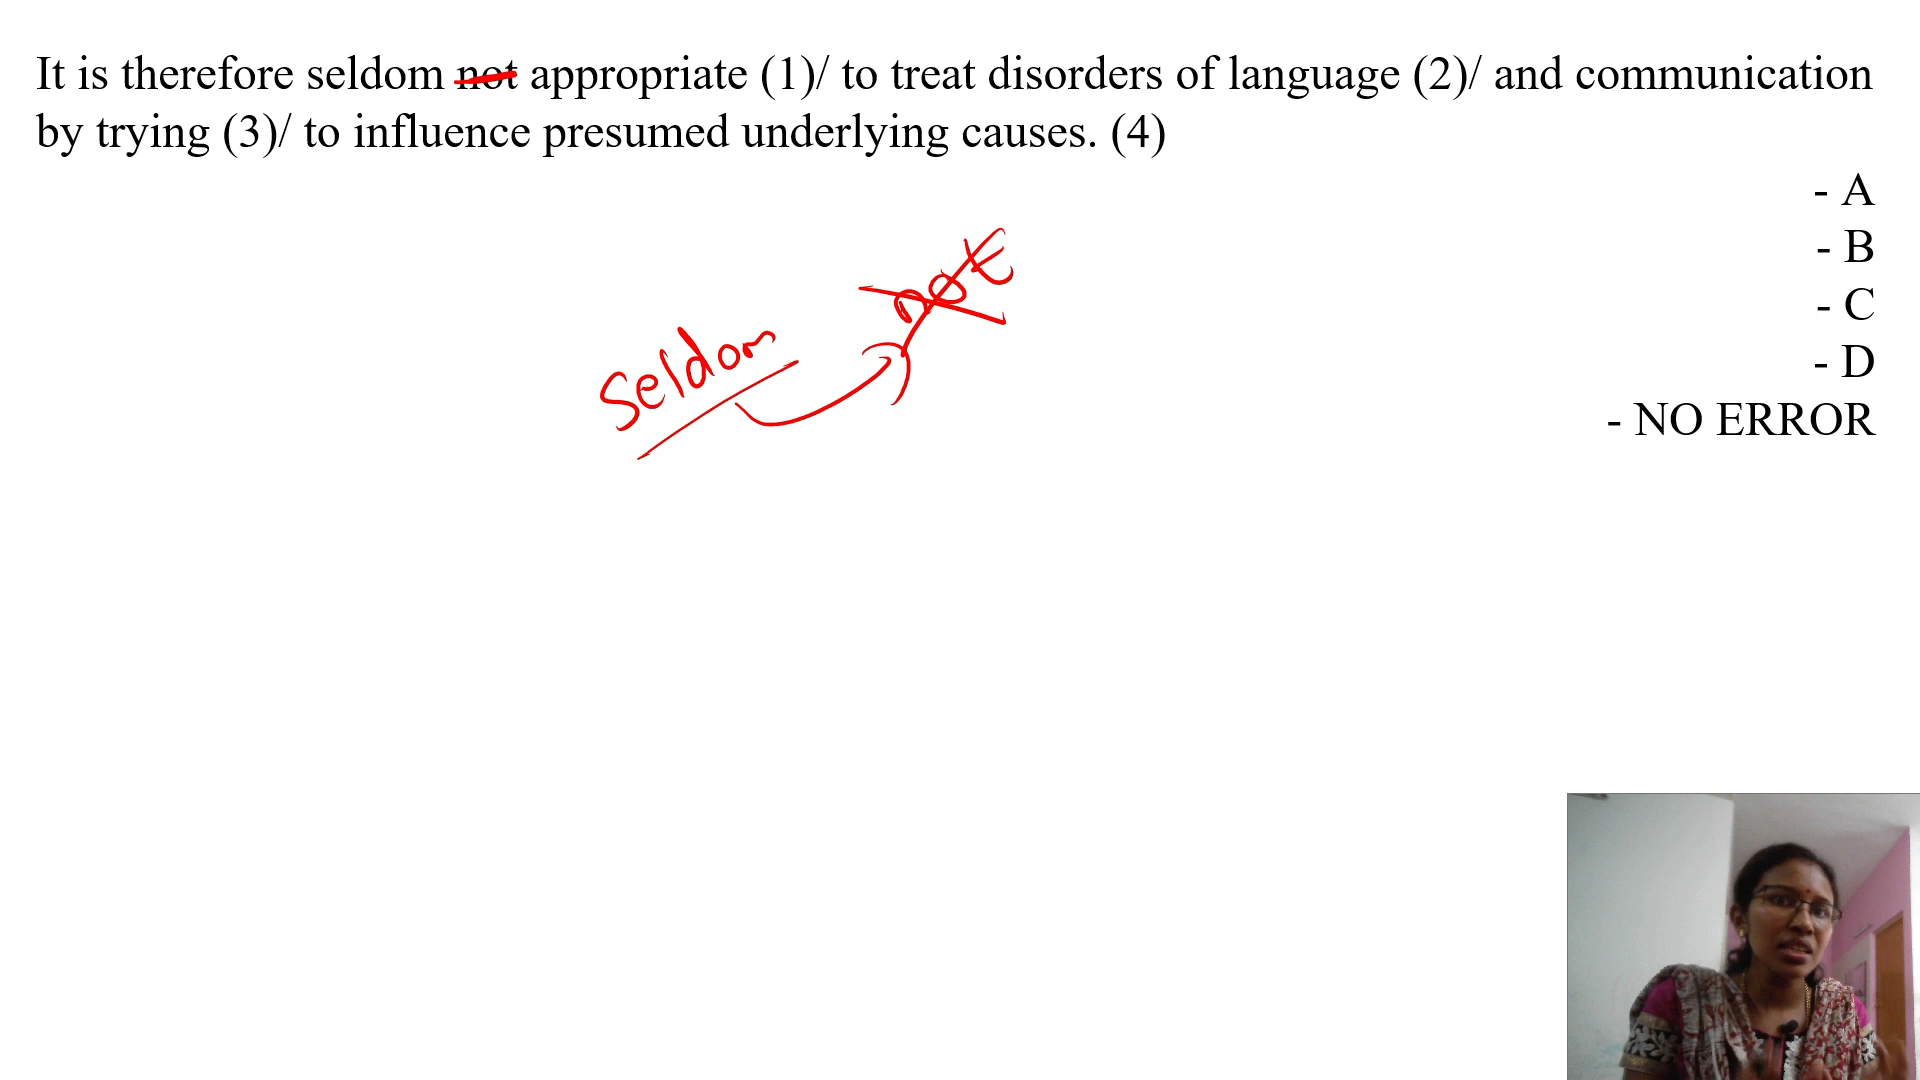 It is therefore seldom not appropriate (1)/ to treat disorders of language (2)/ and communication
by trying (3)/ to influence presumed underlying causes. (4)
- A
- B
- C
- D
- NO ERROR
not
seldom